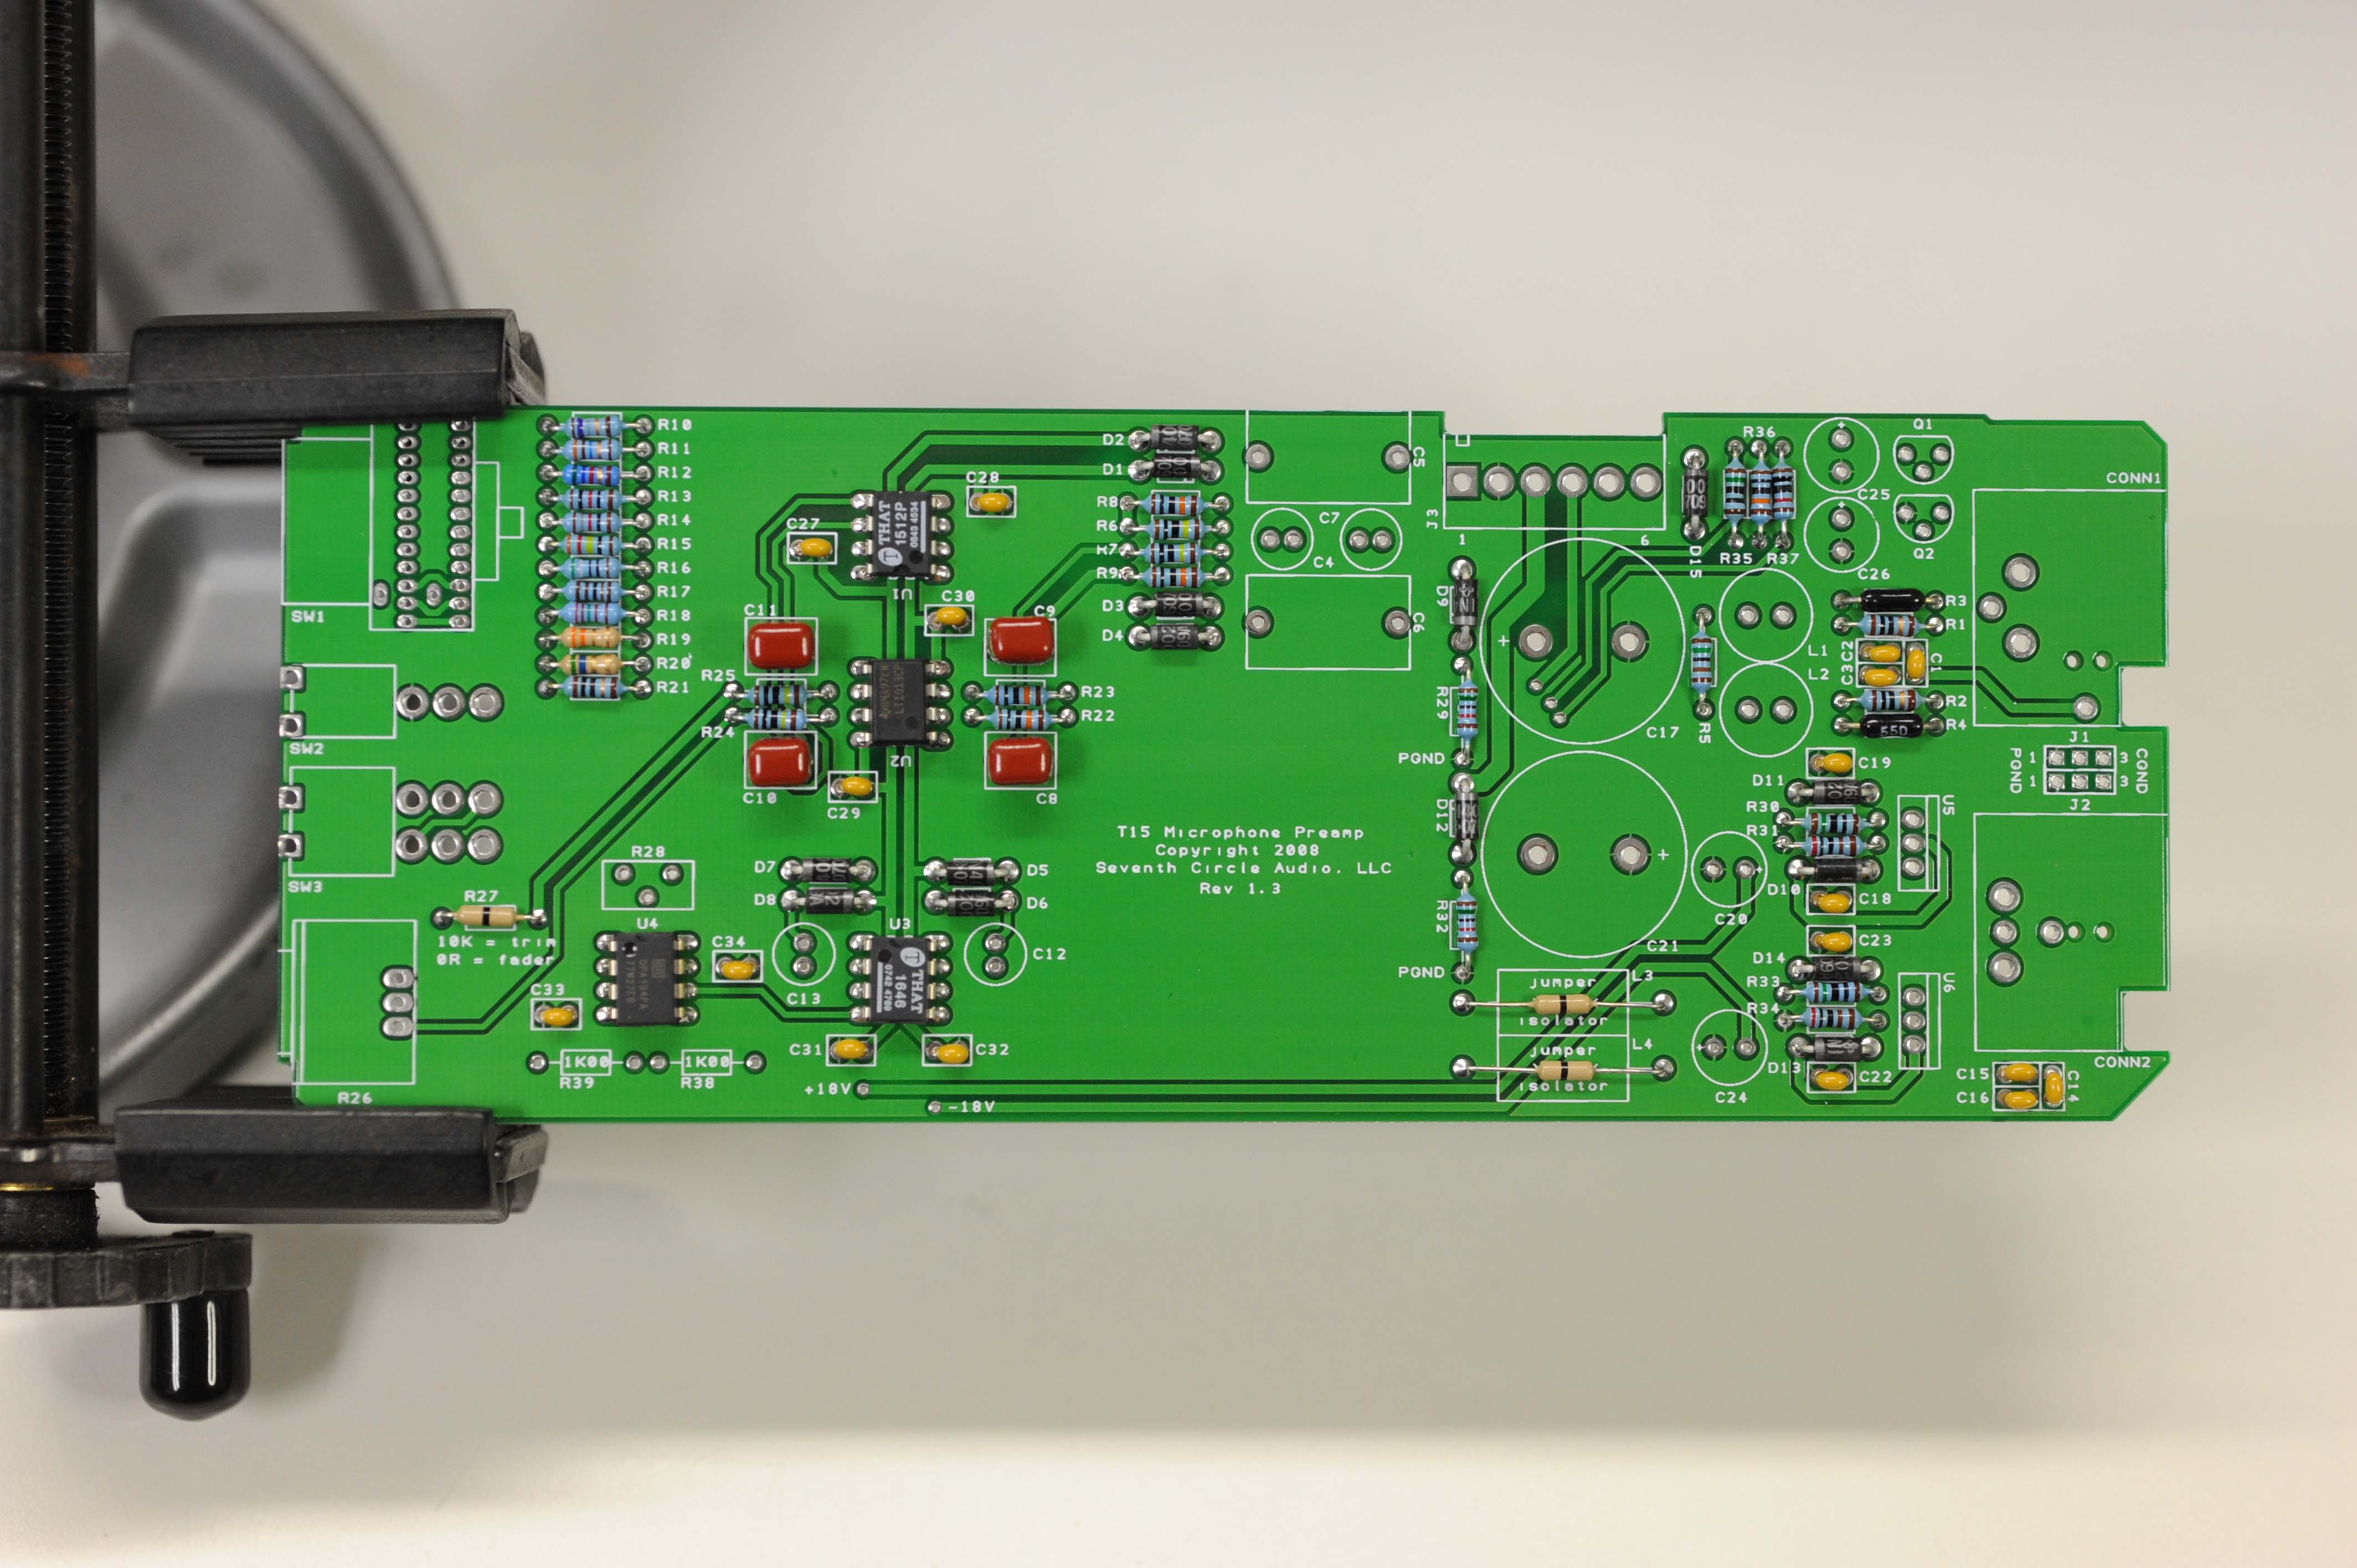 R10
R11
R12
R13
R14
R15
R16
R17
R18
R19
R20
R21
SW1
SW2
SW3
R27
10K = trim
0R = fader
R26
R28
U4
C33
C34
1K00
R39
1K00
R38
C27
C28
THAT
1512P
0643 4534
U1
C30
C11
C9
R25
R24
R23
R22
U2
C10
C29
C8
D7
D8
D5
D6
U3
THAT
1646
C13
C12
C31
C32
+18V
-18V
D2
D1
R8
R6
R7
R9
D3
D4
C5
C7
C4
C6
T15 Microphone Preamp
Copyright 2008
Seventh Circle Audio, LLC
Rev 1.3
J3
1
6
D9
R29
PGND
D12
R32
PGND
C17
C21
jumper
L3
isolator
jumper
L4
isolator
D15
R36
R35
R37
R5
C25
C26
Q1
Q2
L1
L2
R3
R1
C2
C3
C1
R2
R4
CONN1
J1
PGND
1
3
1
3
CGND
J2
C19
D11
R30
R31
U5
D10
C18
C20
C23
D14
R33
R34
U6
D13
C22
C24
C15
C16
C14
CONN2